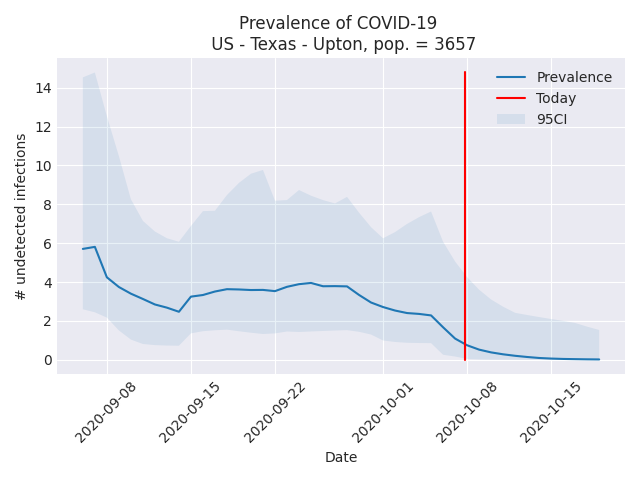 Prevalence of COVID-19
US - Texas - Upton, pop. = 3657
Prevalence
Today
95CI
# undetected infections
14
12
10
8
6
4
2
0
2020-09-08
2020-09-15
2020-09-22
2020-10-01
2020-10-08
2020-10-15
Date